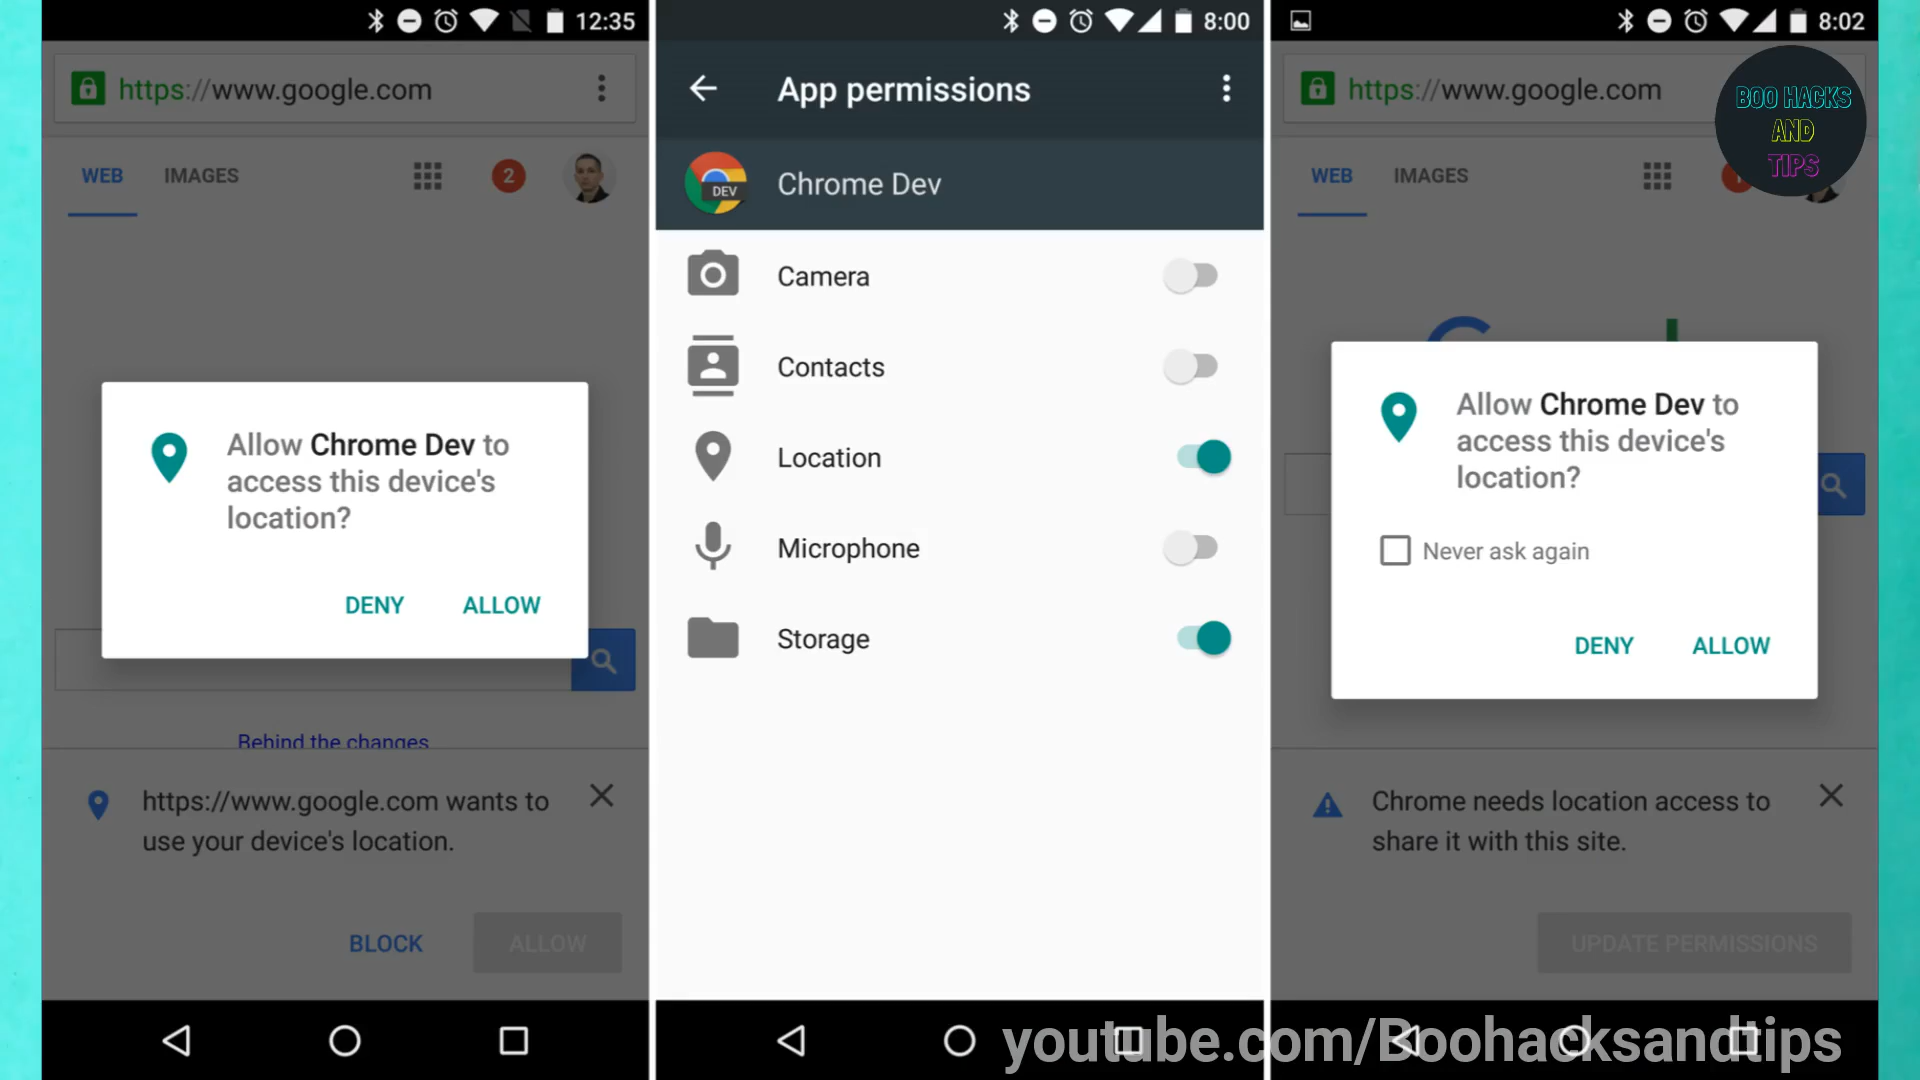 12:35
https://www.google.com
WEB IMAGES 2
Allow Chrome Dev to
access this device's
location?
DENY ALLOW
Behind the changes
https://www.google.com wants to
use your device's location.
BLOCK ALLOW
8:00
App permissions
DEV Chrome Dev
Camera
Contacts
Location
Microphone
Storage
8:02
https://www.google.com
BOO HACKS
AND
TIPS
WEB IMAGES
Allow Chrome Dev to
access this device's
location?
Never ask again
DENY ALLOW
Chrome needs location access to
share it with this site.
UPDATE PERMISSIONS
youtube.com/Boohacksandtips